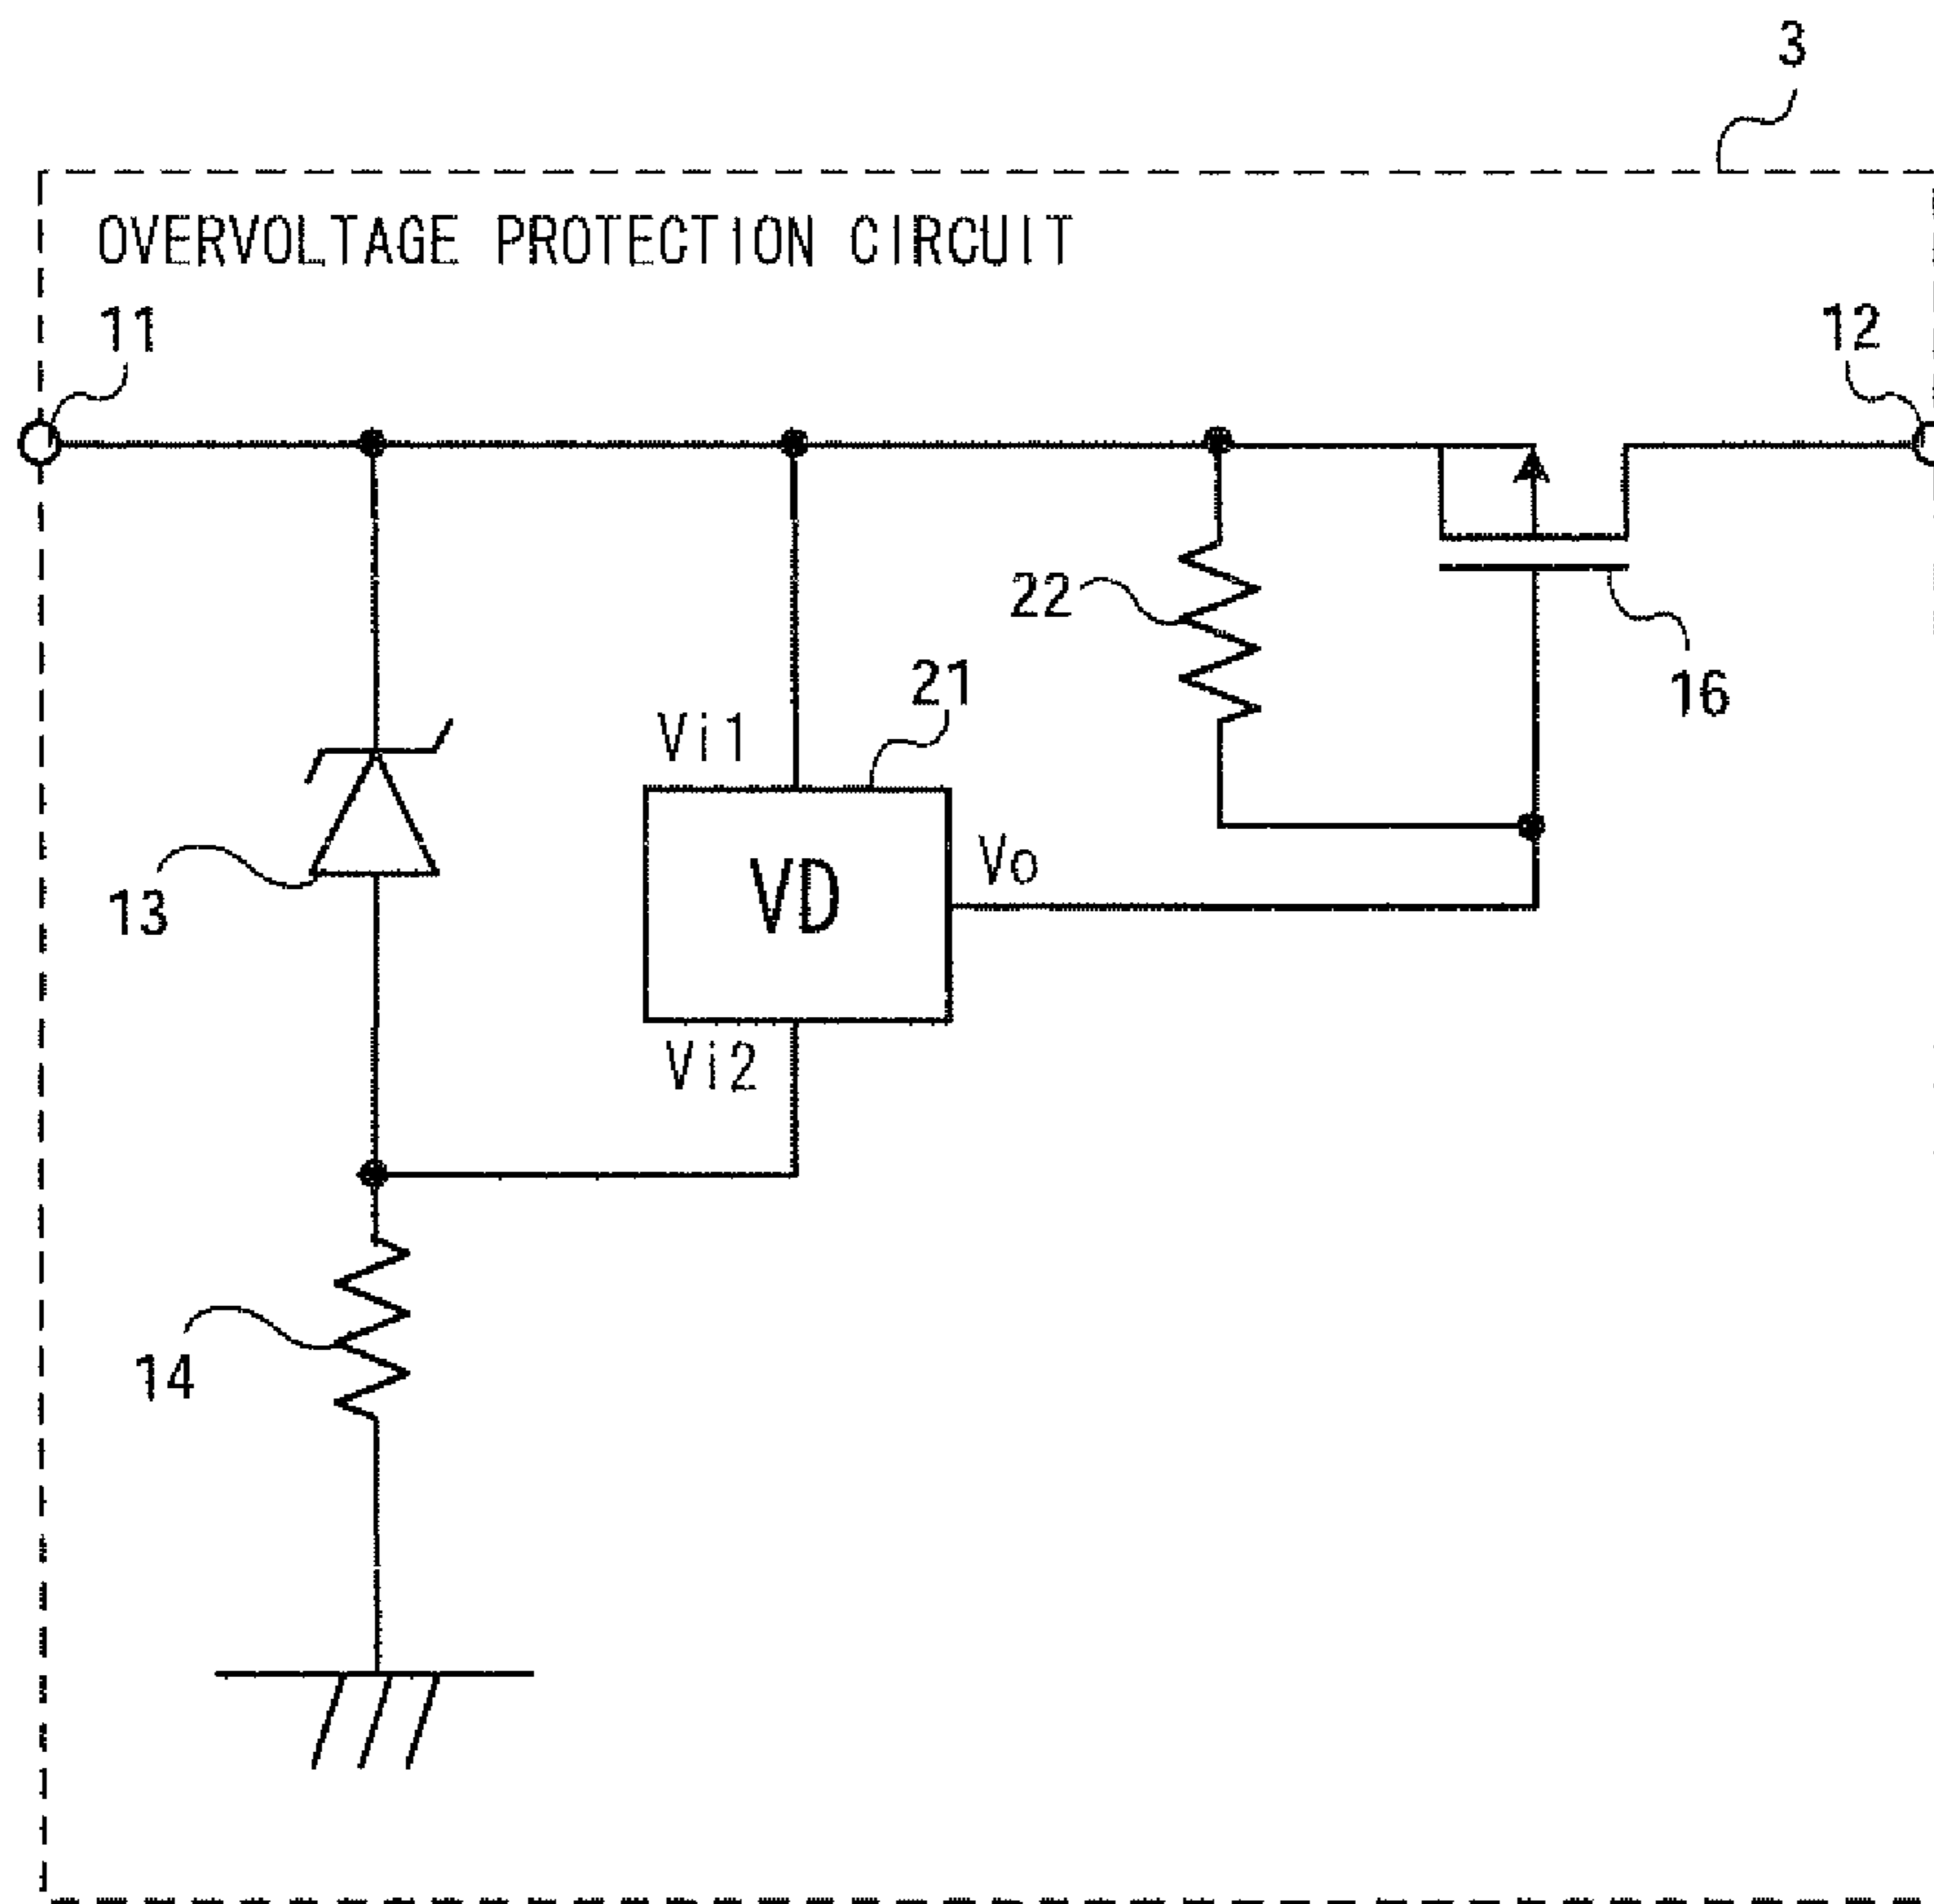 3
OVERVOLTAGE PROTECTION CIRCUIT
11
12
22
21
16
Vi1
VD
Vo
13
Vi2
14